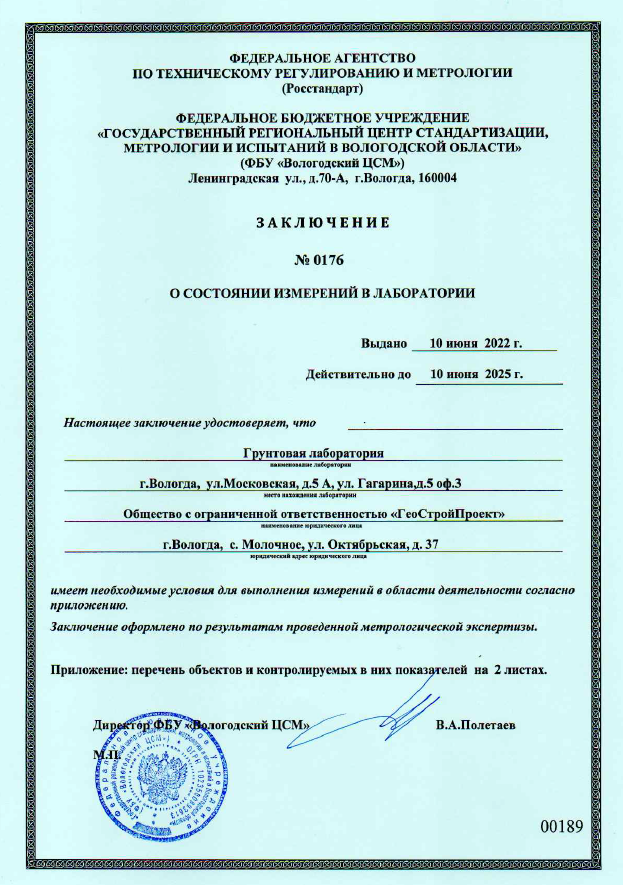 ФЕДЕРАЛЬНОЕ АГЕНТСТВО
ПО ТЕХНИЧЕСКОМУ РЕГУЛИРОВАНИЮ И МЕТРОЛОГИИ
(Росстандарт)
ФЕДЕРАЛЬНОЕ БЮДЖЕТНОЕ УЧРЕЖДЕНИЕ
«ГОСУДАРСТВЕННЫЙ РЕГИОНАЛЬНЫЙ ЦЕНТР СТАНДАРТИЗАЦИИ,
МЕТРОЛОГИИ И ИСПЫТАНИЙ В ВОЛОГОДСКОЙ ОБЛАСТИ»
(ФБУ «Вологодский ЦСМ»)
Ленинградская ул., д.70-А, г.Вологда, 160004
ЗАКЛЮЧЕНИЕ
№ 0176
О СОСТОЯНИИ ИЗМЕРЕНИЙ В ЛАБОРАТОРИИ
Выдано 10 июня 2022 г.
Действительно до 10 июня 2025 г.
Настоящее заключение удостоверяет, что
Грунтовая лаборатория
наименование лаборатории
г.Вологда, ул.Московская, д.5 А, ул. Гагарина,д.5 оф.3
место нахождения лаборатории
Общество с ограниченной ответственностью «ГеоСтройПроект»
наименование юридического лица
г.Вологда, с. Молочное, ул. Октябрьская, д. 37
юридический адрес юридического лица
имеет необходимые условия для выполнения измерений в области деятельности согласно
приложению.
Заключение оформлено по результатам проведенной метрологической экспертизы.
Приложение: перечень объектов и контролируемых в них показателей на 2 листах.
Директор ФБУ «Вологодский ЦСМ» В.А.Полетаев
М.П.
00189